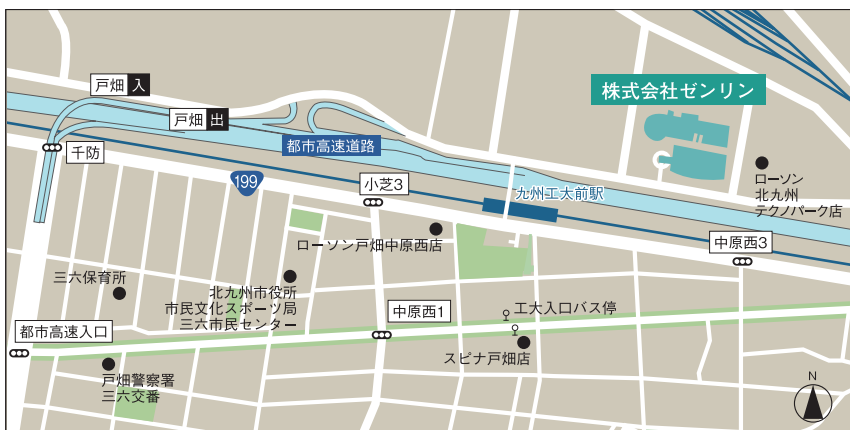 戸畑 入
戸畑 出
株式会社ゼンリン
都市高速道路
千防
199
小芝3
九州工大前駅
ローソン
北九州
テクノパーク店
ローソン戸畑中原西店
中原西3
三六保育所
北九州市役所
市民文化スポーツ局
三六市民センター
中原西1
工大入口バス停
都市高速入口
スピナ戸畑店
戸畑警察署
三六交番
N